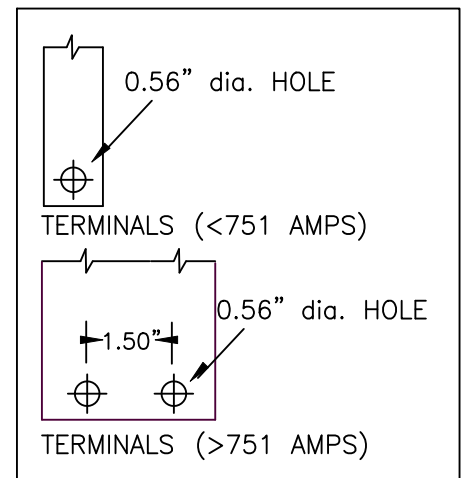 0.56” dia. HOLE
TERMINALS (<751 AMPS)
0.56” dia. HOLE
1.50”
TERMINALS (>751 AMPS)